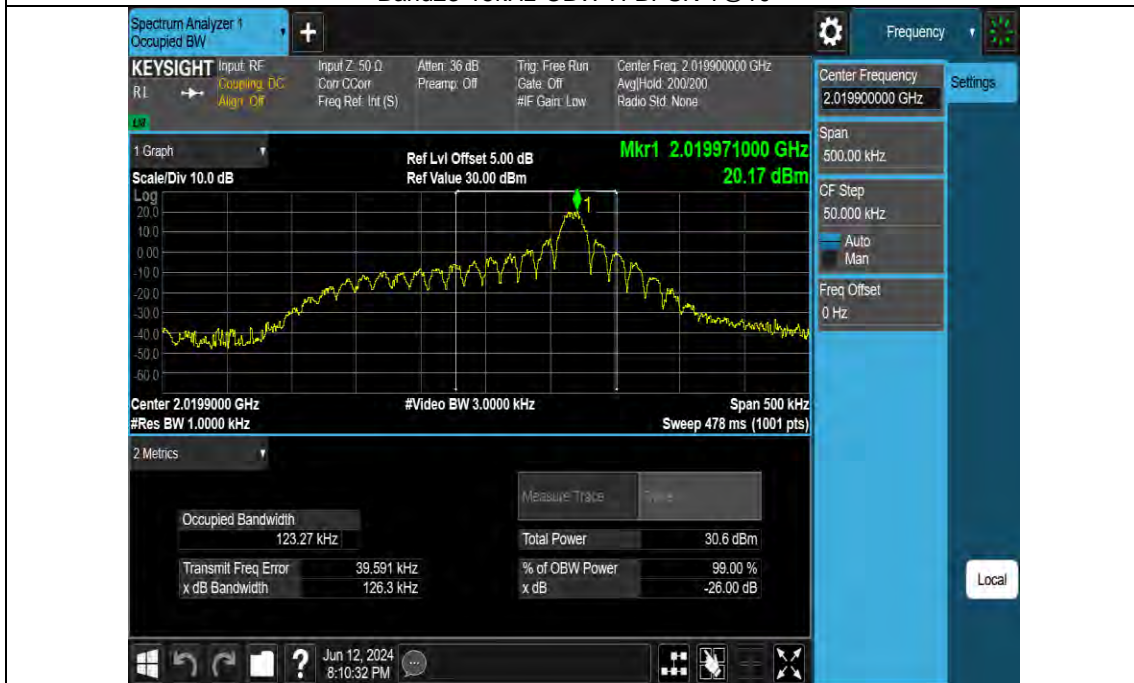 Spectrum Analyzer 1
Occupied BW
+
Frequency
KEYSIGHT Input: RF
Coupling: DC
Align: Off
RL
Input Z: 50 Ω
Corr CCorr
Freq Ref: Int (S)
Atten: 36 dB
Preamp: Off
Trig: Free Run
Gate: Off
#IF Gain: Low
Center Freq: 2.019900000 GHz
Avg|Hold: 200/200
Radio Std: None
Center Frequency
2.019900000 GHz
Settings
Span
500.00 kHz
CF Step
50.000 kHz
Auto
Man
Freq Offset
0 Hz
1 Graph
Scale/Div 10.0 dB
Ref Lvl Offset 5.00 dB
Ref Value 30.00 dBm
Mkr1 2.019971000 GHz
20.17 dBm
Log
20.0
10.0
0.00
-10.0
-20.0
-30.0
-40.0
-50.0
-60.0
1
Center 2.0199000 GHz
#Video BW 3.0000 kHz
Span 500 kHz
#Res BW 1.0000 kHz
Sweep 478 ms (1001 pts)
2 Metrics
Measure Trace
Occupied Bandwidth
123.27 kHz
Total Power 30.6 dBm
Transmit Freq Error 39.591 kHz
% of OBW Power 99.00 %
x dB Bandwidth 126.3 kHz
x dB -26.00 dB
Local
?
Jun 12, 2024
8:10:32 PM